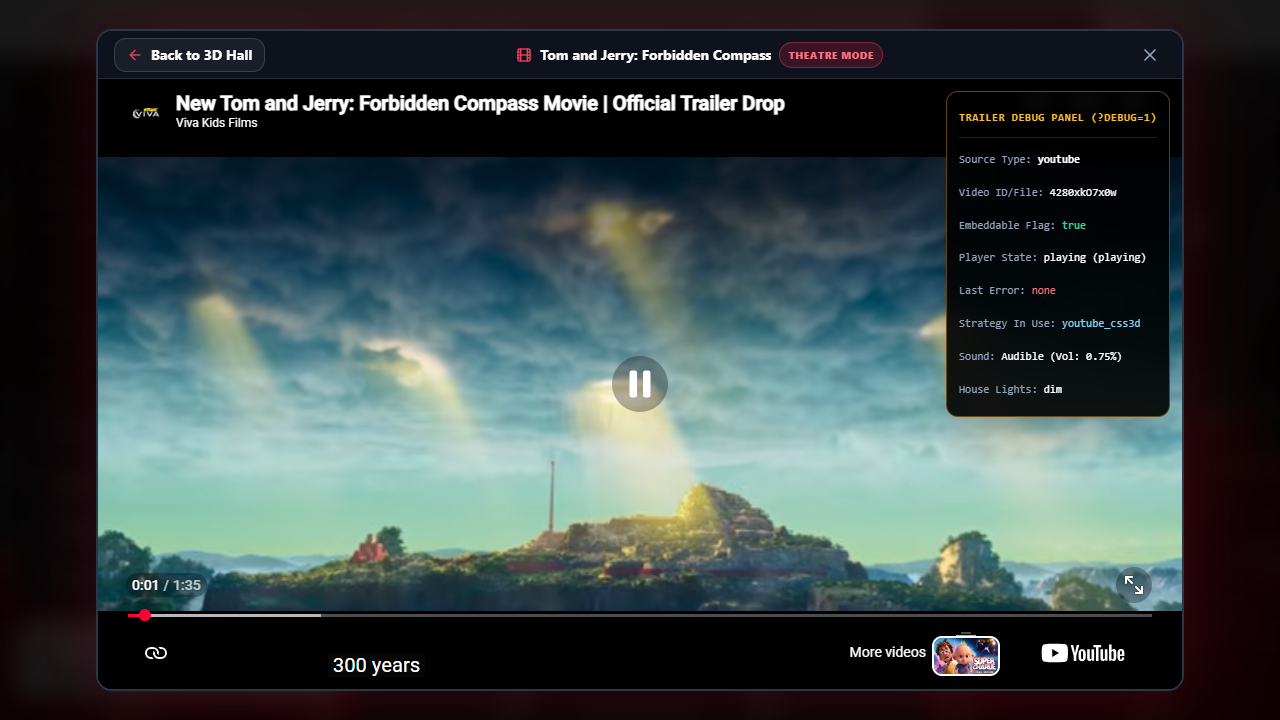 Back to 3D Hall
Tom and Jerry: Forbidden Compass
THEATRE MODE
VIVA
New Tom and Jerry: Forbidden Compass Movie | Official Trailer Drop
Viva Kids Films
TRAILER DEBUG PANEL (?DEBUG=1)
Source Type: youtube
Video ID/File: 4280xkO7x0w
Embeddable Flag: true
Player State: playing (playing)
Last Error: none
Strategy In Use: youtube_css3d
Sound: Audible (Vol: 0.75%)
House Lights: dim
0:01 / 1:35
300 years
More videos
SUPER
CHARLIE
YouTube